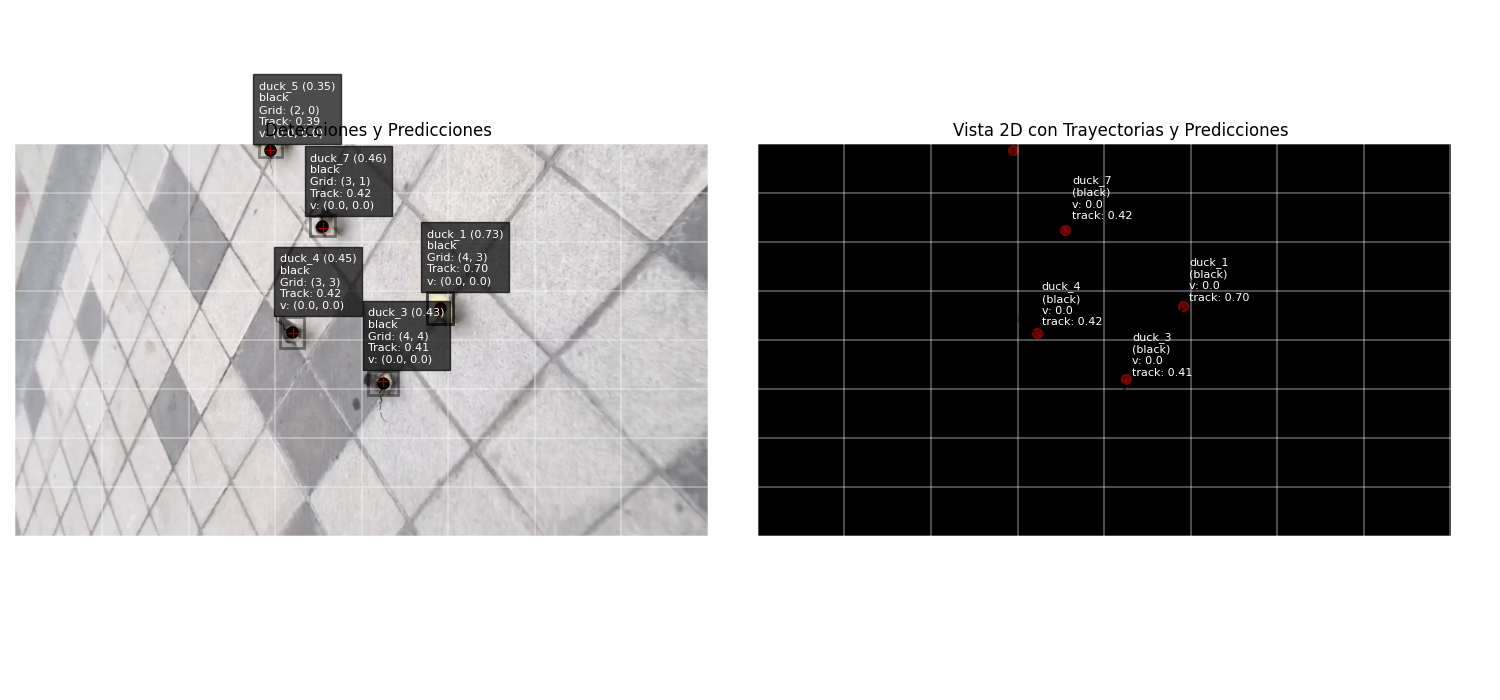 duck_5 (0.35)
black
Grid: (2, 0)
Track: 0.39
v: (0.0, 0.0)
Detecciones y Predicciones
duck_7 (0.46)
black
Grid: (3, 1)
Track: 0.42
v: (0.0, 0.0)
duck_1 (0.73)
black
Grid: (4, 3)
Track: 0.70
v: (0.0, 0.0)
duck_4 (0.45)
black
Grid: (3, 3)
Track: 0.42
v: (0.0, 0.0)
duck_3 (0.43)
black
Grid: (4, 4)
Track: 0.41
v: (0.0, 0.0)
Vista 2D con Trayectorias y Predicciones
duck_7
(black)
v: 0.0
track: 0.42
duck_1
(black)
v: 0.0
track: 0.70
duck_4
(black)
v: 0.0
track: 0.42
duck_3
(black)
v: 0.0
track: 0.41